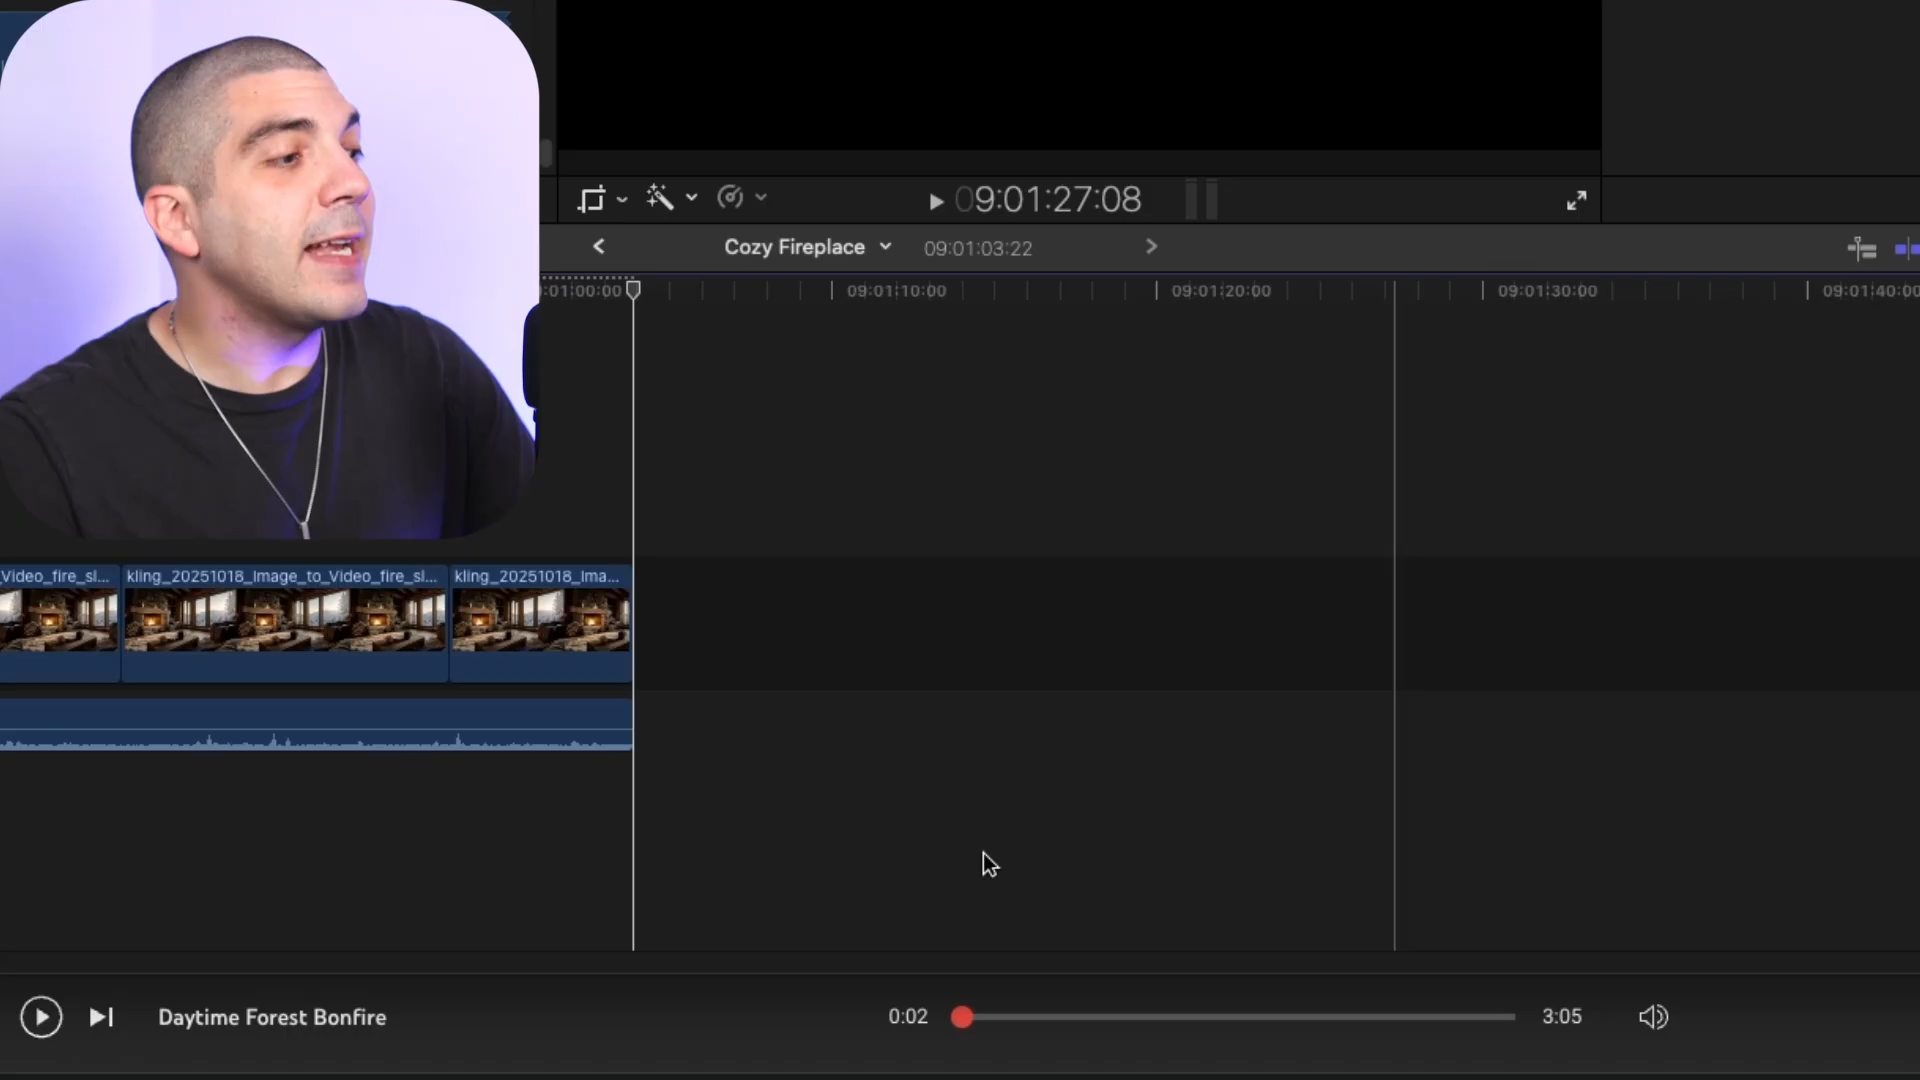 09:01:27:08
Cozy Fireplace 09:01:03:22
:01:00:00 09:01:10:00 09:01:20:00 09:01:30:00 09:01:40:00
_Video_fire_sl... kling_20251018_Image_to_Video_fire_sl... kling_20251018_Ima...
Daytime Forest Bonfire 0:02 3:05